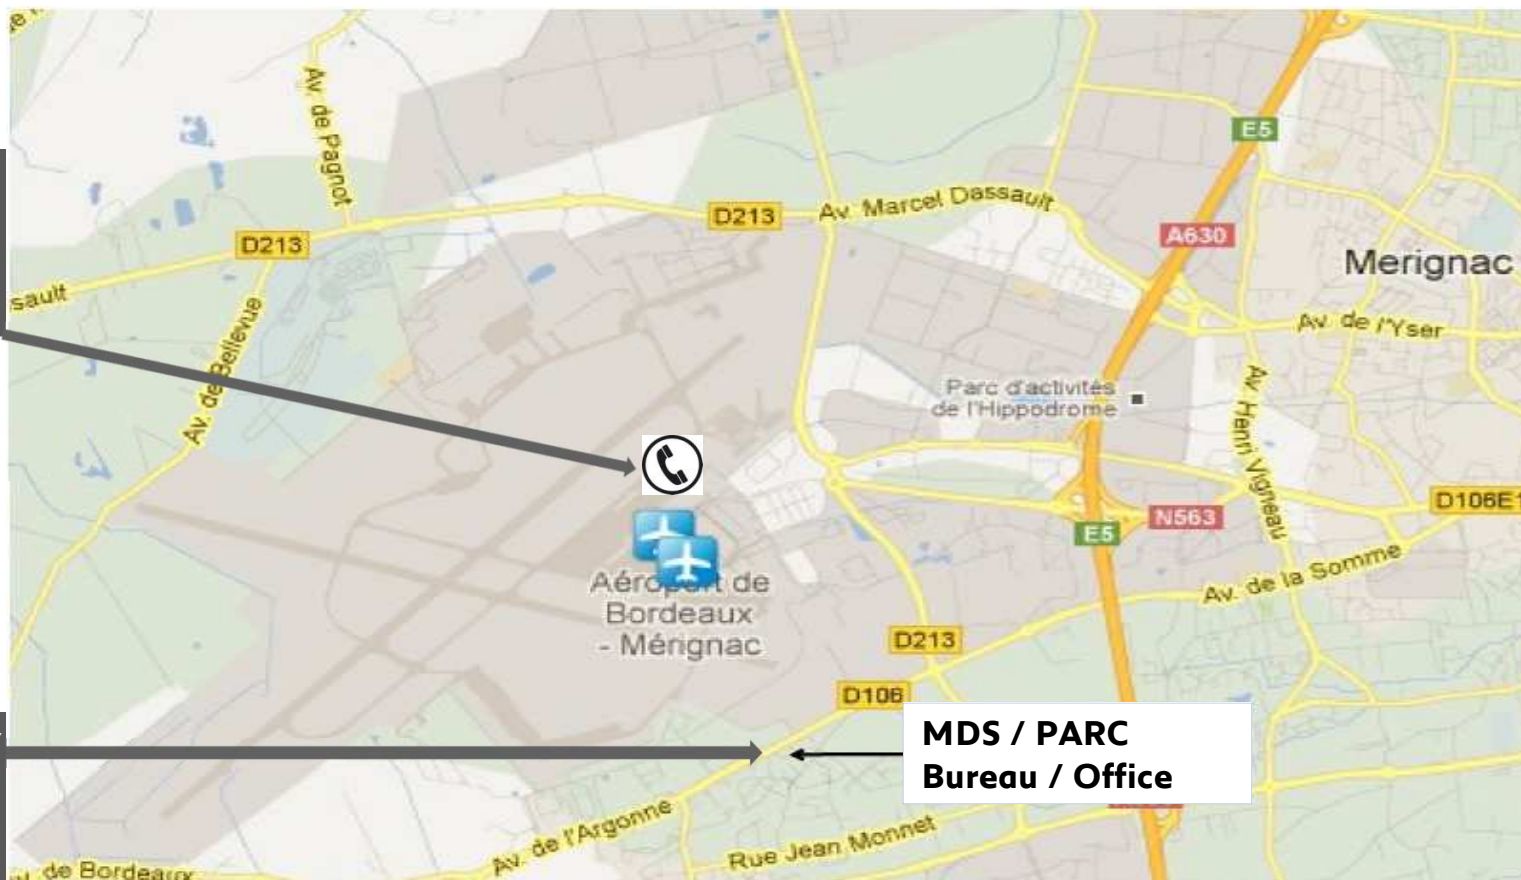 Av. de Pagnot
E5
D213
Av. Marcel Dassault
D213
A630
Merignac
sault
Av. de Bellevue
Av. de l'Yser
Parc d'activités
de l'Hippodrome
Av. Henri Vigneau
D106E1
N563
E5
Av. de la Somme
Aéroport de
Bordeaux
- Mérignac
D213
D106
MDS / PARC
Bureau / Office
Av. de l'Argonne
Rue Jean Monnet
de Bordeaux